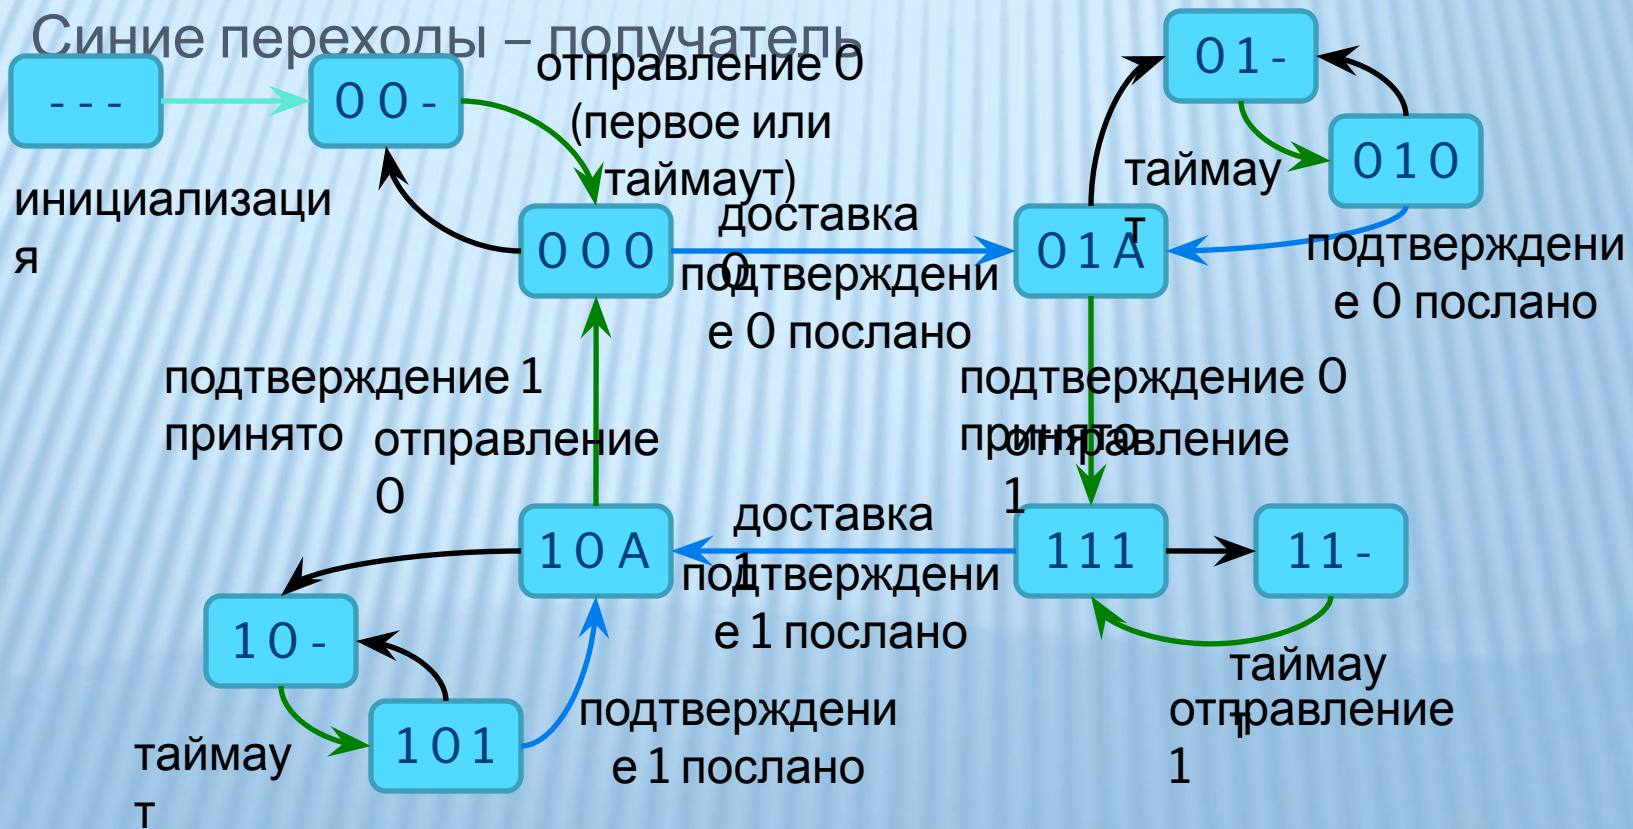 Синие переходы – получатель
- - -
0 0 -
отправление 0
(первое или
таймаут)
0 1 -
0 1 0
таймау
т
инициализаци
я
0 0 0
доставка
0
подтверждени
е 0 послано
0 1 A
подтверждени
е 0 послано
подтверждение 1
принято
отправление
0
подтверждение 0
принято
отправление
1
1 0 A
доставка
1
подтверждени
е 1 послано
1 1 1
1 1 -
1 0 -
1 0 1
таймау
т
подтверждени
е 1 послано
таймау
т
отправление
1